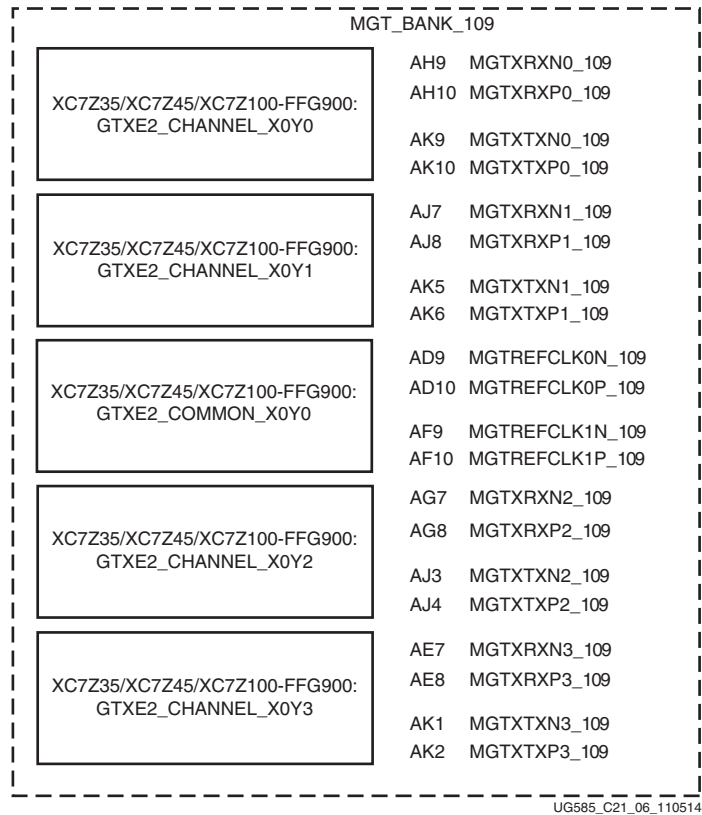 MGT_BANK_109
XC7Z35/XC7Z45/XC7Z100-FFG900:
GTXE2_CHANNEL_X0Y0
AH9 MGTXRXN0_109
AH10 MGTXRXP0_109
AK9 MGTXTXN0_109
AK10 MGTXTXP0_109
XC7Z35/XC7Z45/XC7Z100-FFG900:
GTXE2_CHANNEL_X0Y1
AJ7 MGTXRXN1_109
AJ8 MGTXRXP1_109
AK5 MGTXTXN1_109
AK6 MGTXTXP1_109
XC7Z35/XC7Z45/XC7Z100-FFG900:
GTXE2_COMMON_X0Y0
AD9 MGTREFCLK0N_109
AD10 MGTREFCLK0P_109
AF9 MGTREFCLK1N_109
AF10 MGTREFCLK1P_109
XC7Z35/XC7Z45/XC7Z100-FFG900:
GTXE2_CHANNEL_X0Y2
AG7 MGTXRXN2_109
AG8 MGTXRXP2_109
AJ3 MGTXTXN2_109
AJ4 MGTXTXP2_109
XC7Z35/XC7Z45/XC7Z100-FFG900:
GTXE2_CHANNEL_X0Y3
AE7 MGTXRXN3_109
AE8 MGTXRXP3_109
AK1 MGTXTXN3_109
AK2 MGTXTXP3_109
UG585_C21_06_110514